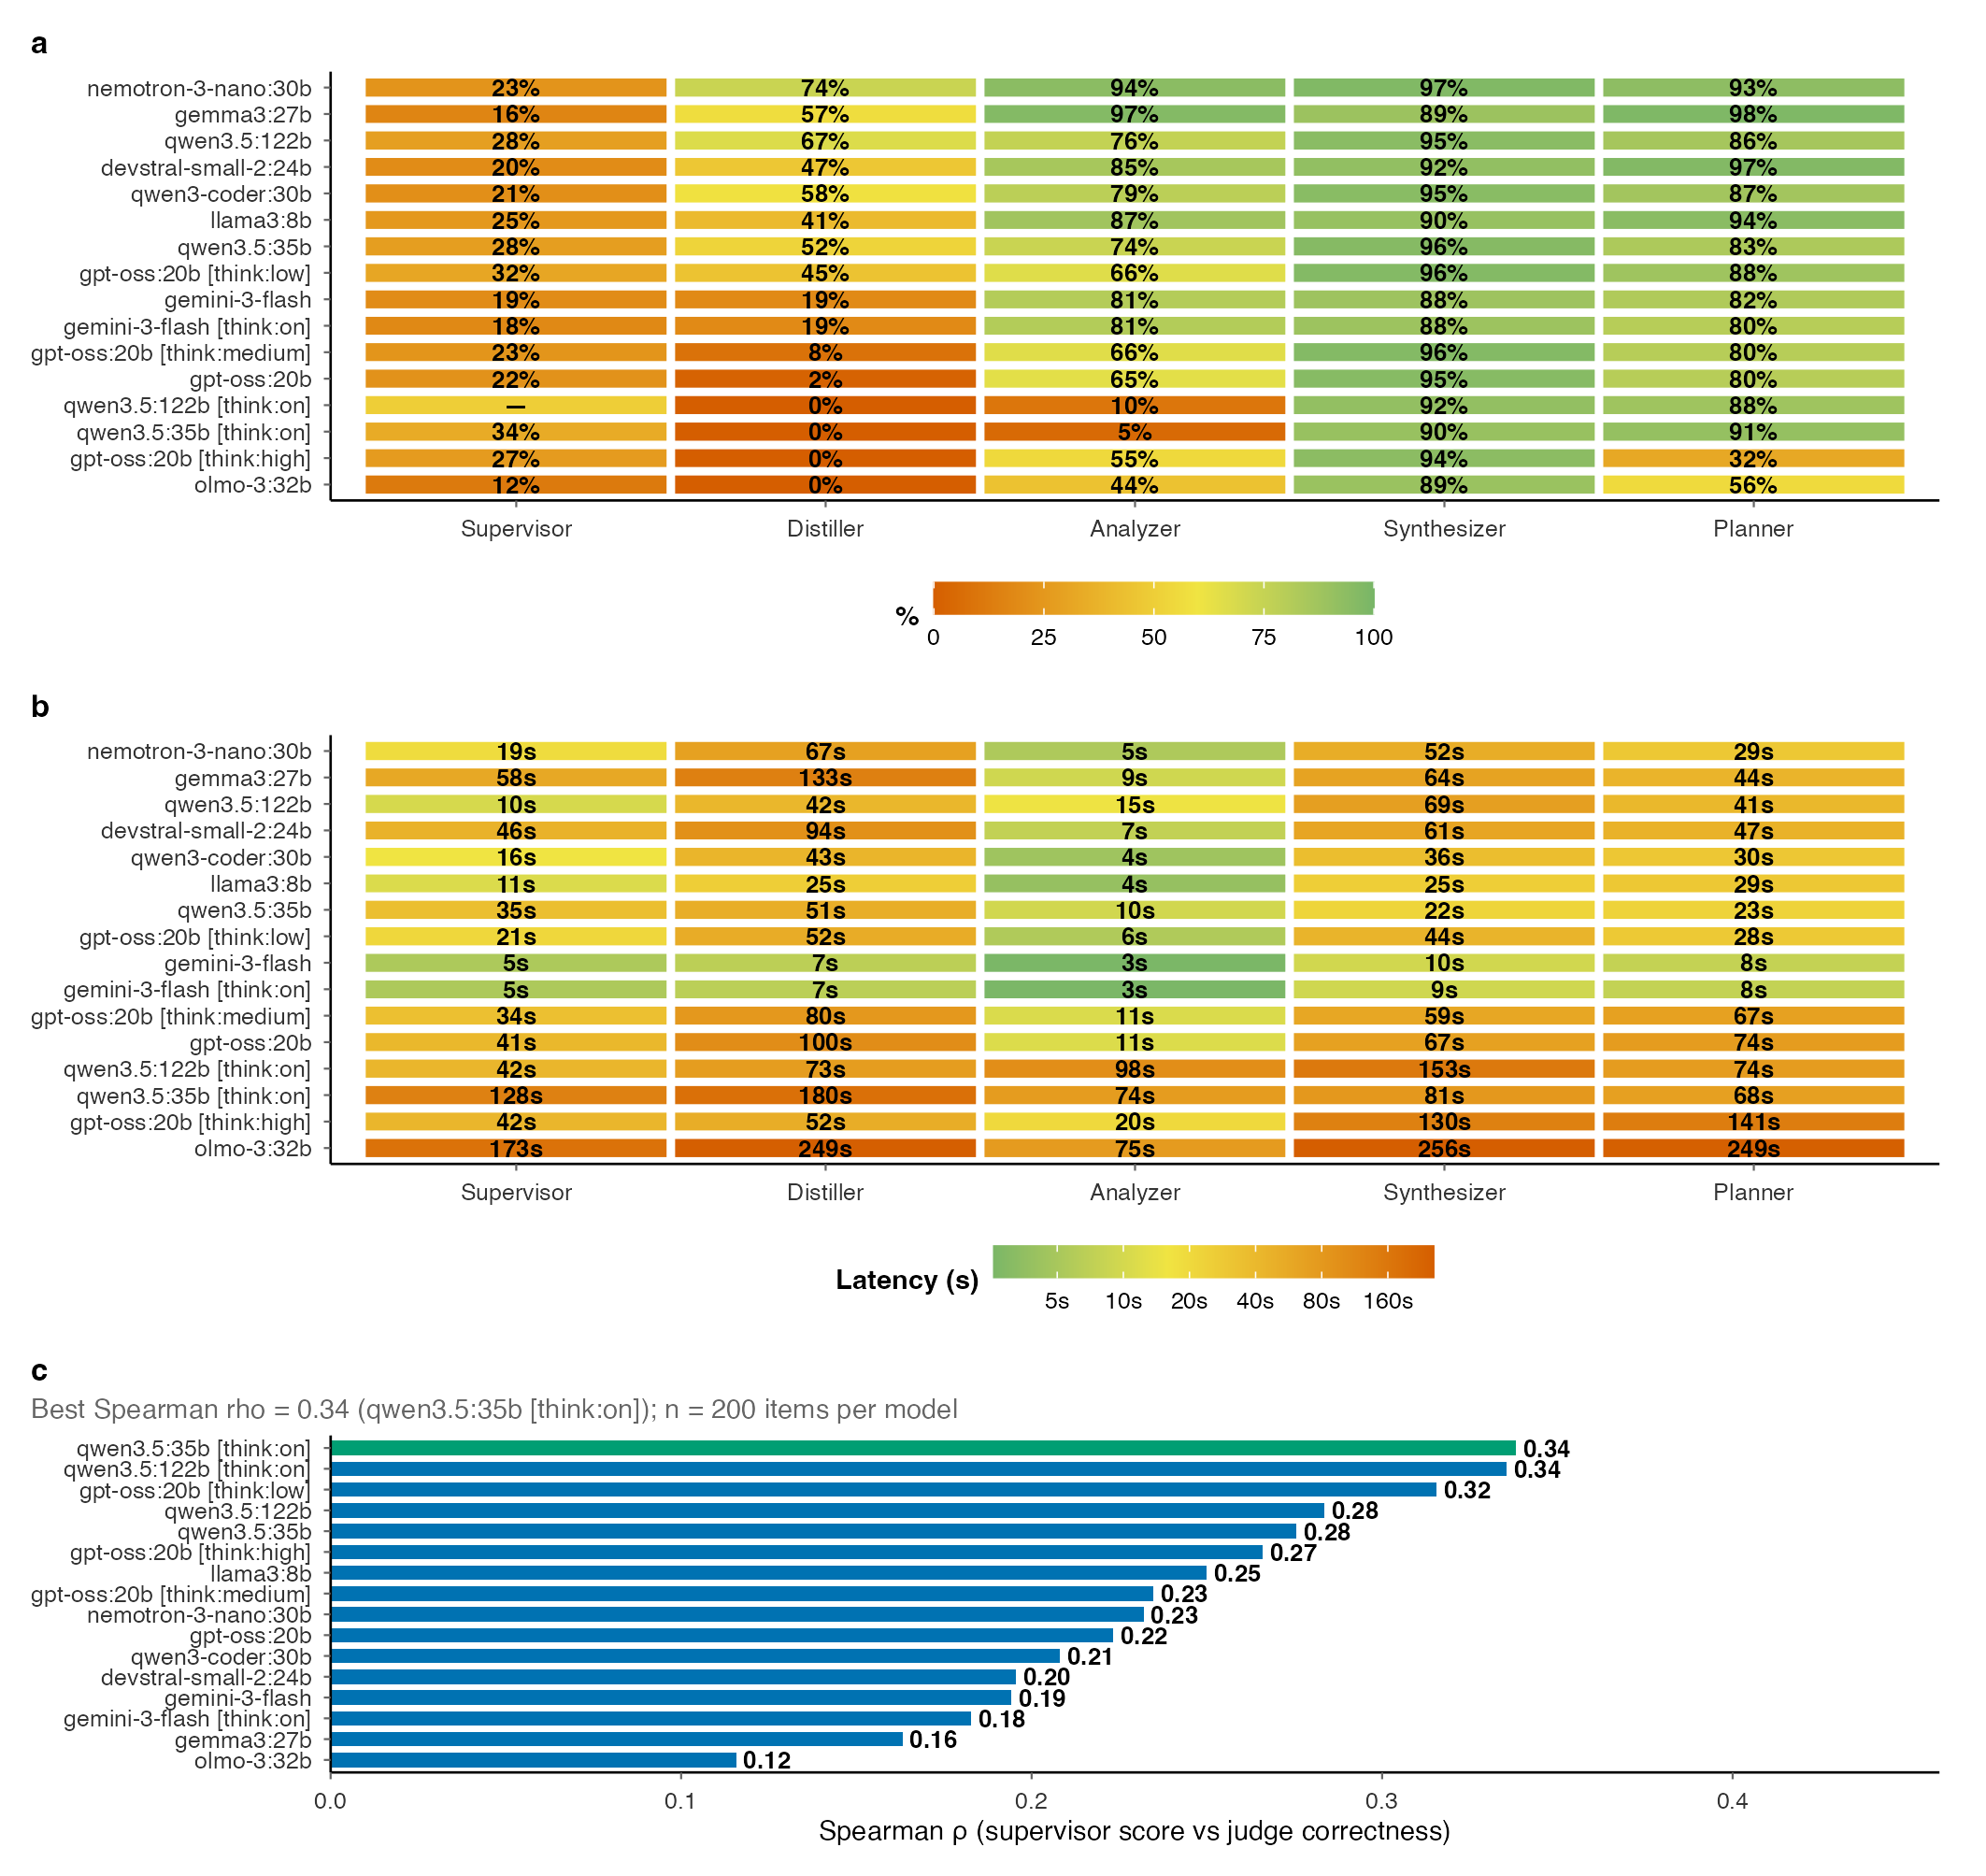 a
nemotron-3-nano:30b 23% 74% 94% 97% 93%
gemma3:27b 16% 57% 97% 89% 98%
qwen3.5:122b 28% 67% 76% 95% 86%
devstral-small-2:24b 20% 47% 85% 92% 97%
qwen3-coder:30b 21% 58% 79% 95% 87%
llama3:8b 25% 41% 87% 90% 94%
qwen3.5:35b 28% 52% 74% 96% 83%
gpt-oss:20b [think:low] 32% 45% 66% 96% 88%
gemini-3-flash 19% 19% 81% 88% 82%
gemini-3-flash [think:on] 18% 19% 81% 88% 80%
gpt-oss:20b [think:medium] 23% 8% 66% 96% 80%
gpt-oss:20b 22% 2% 65% 95% 80%
qwen3.5:122b [think:on] — 0% 10% 92% 88%
qwen3.5:35b [think:on] 34% 0% 5% 90% 91%
gpt-oss:20b [think:high] 27% 0% 55% 94% 32%
olmo-3:32b 12% 0% 44% 89% 56%
Supervisor Distiller Analyzer Synthesizer Planner
% 0 25 50 75 100
b
nemotron-3-nano:30b 19s 67s 5s 52s 29s
gemma3:27b 58s 133s 9s 64s 44s
qwen3.5:122b 10s 42s 15s 69s 41s
devstral-small-2:24b 46s 94s 7s 61s 47s
qwen3-coder:30b 16s 43s 4s 36s 30s
llama3:8b 11s 25s 4s 25s 29s
qwen3.5:35b 35s 51s 10s 22s 23s
gpt-oss:20b [think:low] 21s 52s 6s 44s 28s
gemini-3-flash 5s 7s 3s 10s 8s
gemini-3-flash [think:on] 5s 7s 3s 9s 8s
gpt-oss:20b [think:medium] 34s 80s 11s 59s 67s
gpt-oss:20b 41s 100s 11s 67s 74s
qwen3.5:122b [think:on] 42s 73s 98s 153s 74s
qwen3.5:35b [think:on] 128s 180s 74s 81s 68s
gpt-oss:20b [think:high] 42s 52s 20s 130s 141s
olmo-3:32b 173s 249s 75s 256s 249s
Supervisor Distiller Analyzer Synthesizer Planner
Latency (s) 5s 10s 20s 40s 80s 160s
c
Best Spearman rho = 0.34 (qwen3.5:35b [think:on]); n = 200 items per model
qwen3.5:35b [think:on] 0.34
qwen3.5:122b [think:on] 0.34
gpt-oss:20b [think:low] 0.32
qwen3.5:122b 0.28
qwen3.5:35b 0.28
gpt-oss:20b [think:high] 0.27
llama3:8b 0.25
gpt-oss:20b [think:medium] 0.23
nemotron-3-nano:30b 0.23
gpt-oss:20b 0.22
qwen3-coder:30b 0.21
devstral-small-2:24b 0.20
gemini-3-flash 0.19
gemini-3-flash [think:on] 0.18
gemma3:27b 0.16
olmo-3:32b 0.12
0.0 0.1 0.2 0.3 0.4
Spearman ρ (supervisor score vs judge correctness)